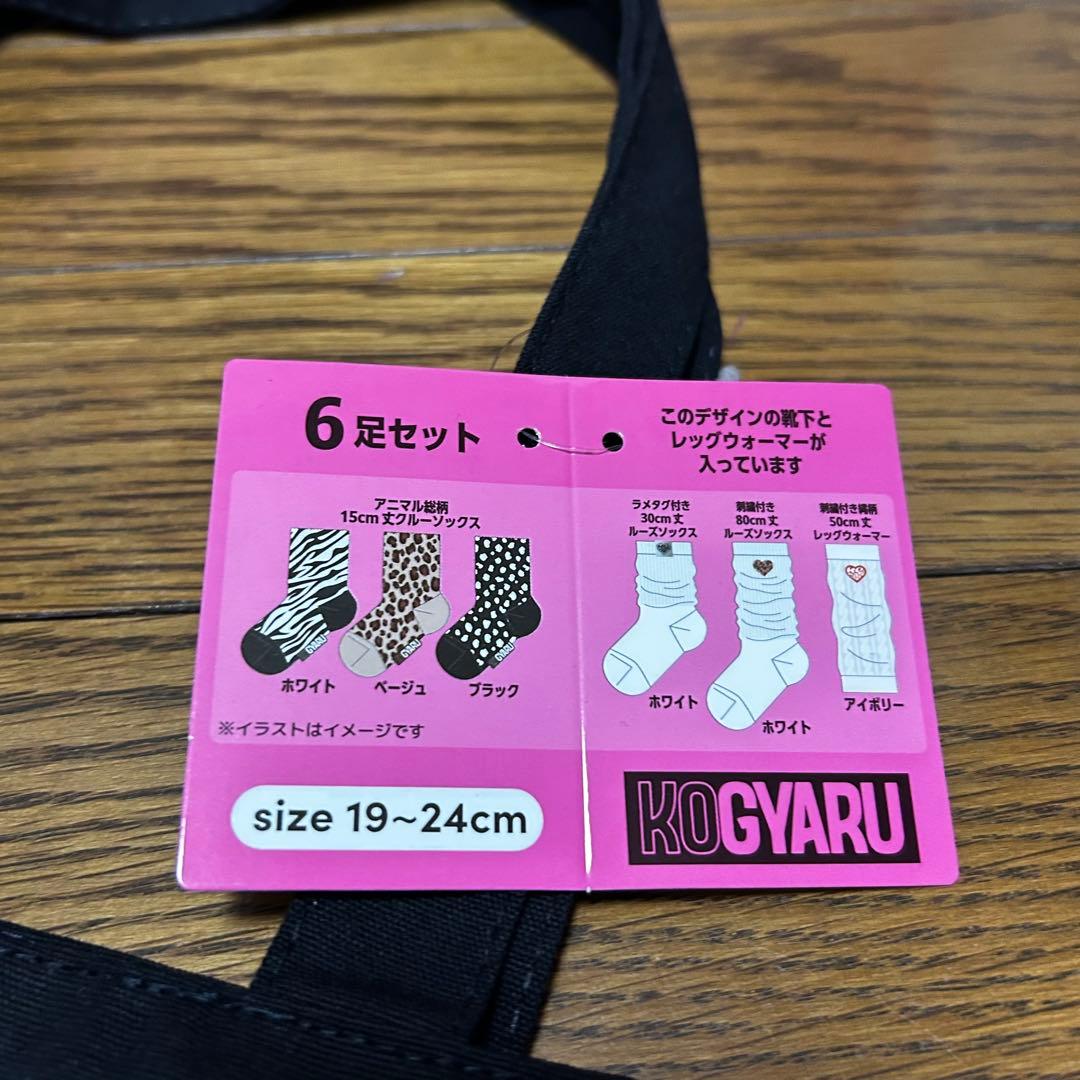 6足セット
アニマル総柄
15cm丈クルーソックス
GYARU
GYARU
GYARU
ホワイト
ベージュ
ブラック
※イラストはイメージです
size 19~24cm
このデザインの靴下と
レッグウォーマーが
入っています
ラメタグ付き
30cm丈
ルーズソックス
刺繍付き
80cm丈
ルーズソックス
刺繍付き縄柄
50cm丈
レッグウォーマー
ホワイト
ホワイト
アイボリー
KOGYARU